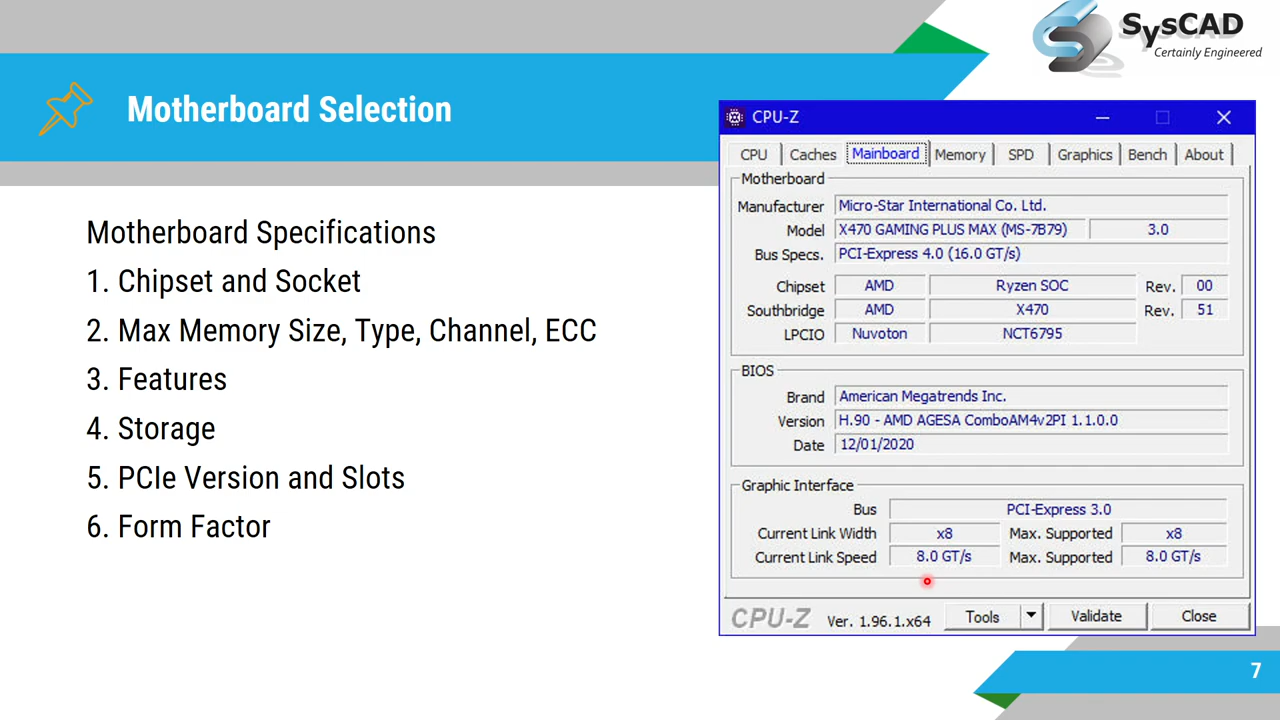 SysCAD
Certainly Engineered
Motherboard Selection
Motherboard Specifications
1. Chipset and Socket
2. Max Memory Size, Type, Channel, ECC
3. Features
4. Storage
5. PCIe Version and Slots
6. Form Factor
CPU-Z
CPU Caches Mainboard Memory SPD Graphics Bench About
Motherboard
Manufacturer Micro-Star International Co. Ltd.
Model X470 GAMING PLUS MAX (MS-7B79) 3.0
Bus Specs. PCI-Express 4.0 (16.0 GT/s)
Chipset AMD Ryzen SOC Rev. 00
Southbridge AMD X470 Rev. 51
LPCIO Nuvoton NCT6795
BIOS
Brand American Megatrends Inc.
Version H.90 - AMD AGESA ComboAM4v2PI 1.1.0.0
Date 12/01/2020
Graphic Interface
Bus PCI-Express 3.0
Current Link Width x8 Max. Supported x8
Current Link Speed 8.0 GT/s Max. Supported 8.0 GT/s
CPU-Z Ver. 1.96.1.x64 Tools Validate Close
7